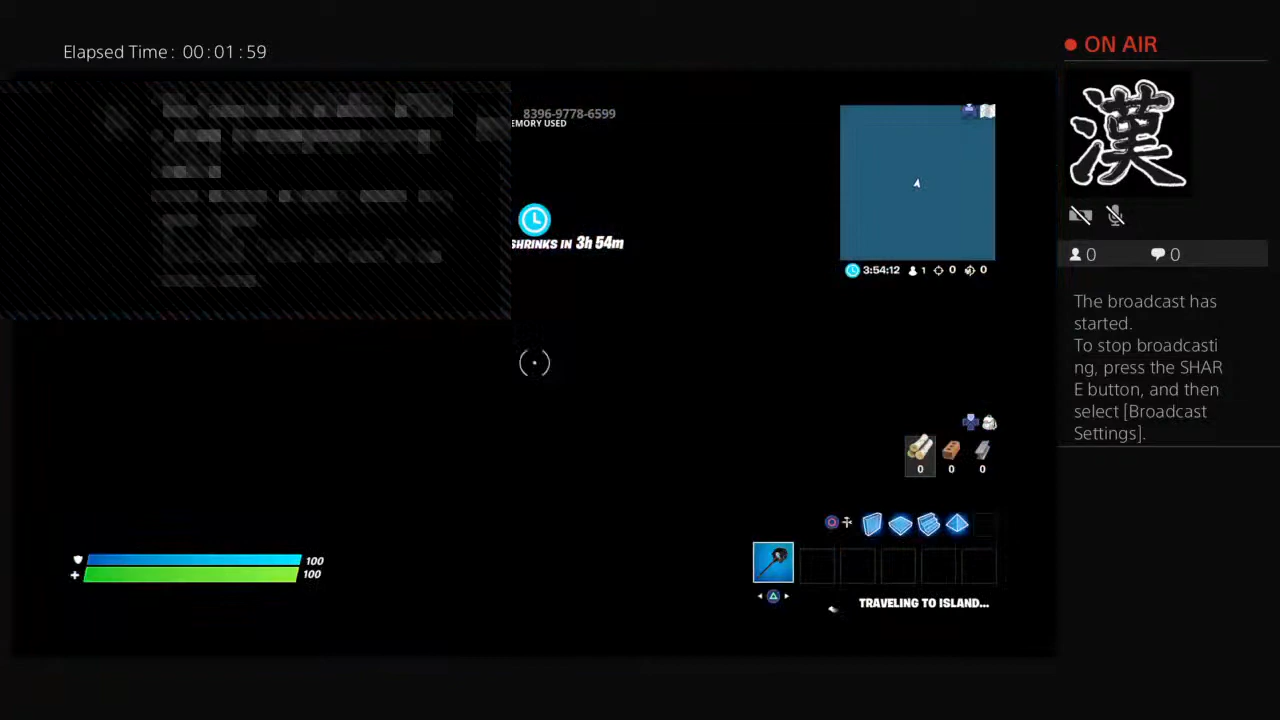 Elapsed Time: 00:01:59
ON AIR
漢
8396-9778-6599
EMORY USED
SHRINKS IN 3h 54m
3:54:12 1 0 0
0 0
The broadcast has
started.
To stop broadcasti
ng, press the SHAR
E button, and then
select [Broadcast
Settings].
0 0 0
100
100
TRAVELING TO ISLAND...